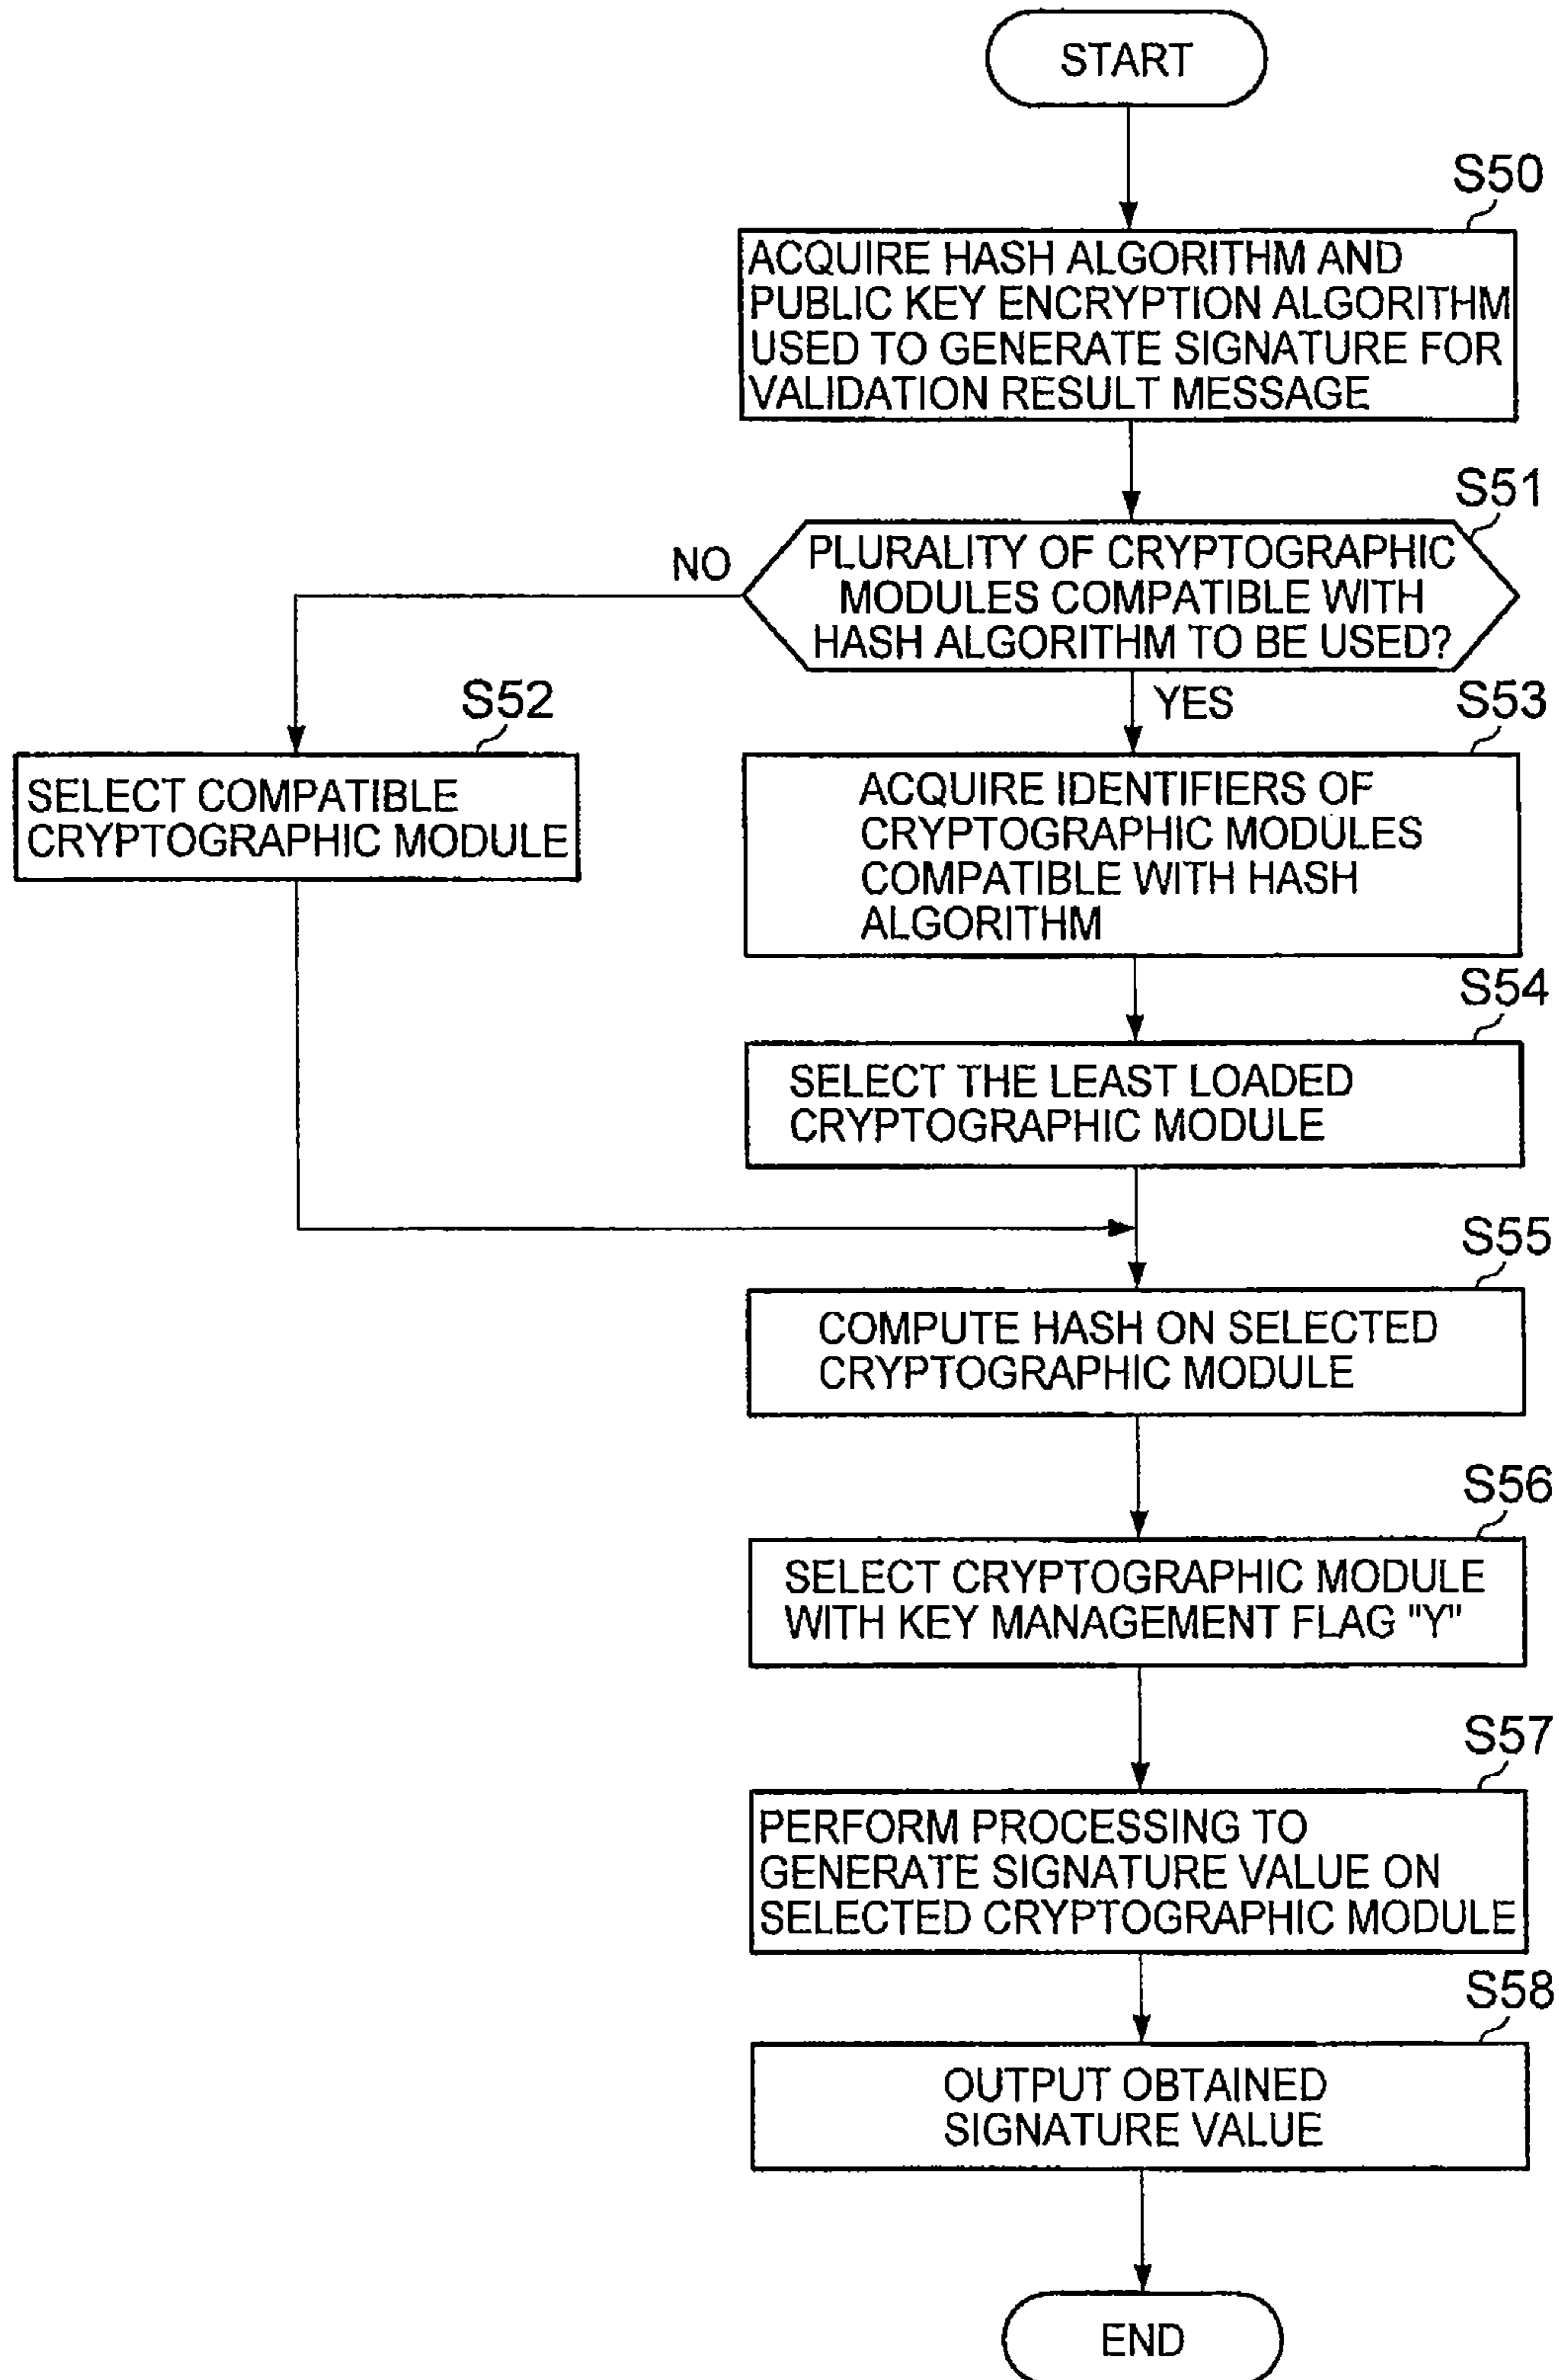 START
S50
ACQUIRE HASH ALGORITHM AND
PUBLIC KEY ENCRYPTION ALGORITHM
USED TO GENERATE SIGNATURE FOR
VALIDATION RESULT MESSAGE
S51
PLURALITY OF CRYPTOGRAPHIC
MODULES COMPATIBLE WITH
HASH ALGORITHM TO BE USED?
NO
YES
S52
SELECT COMPATIBLE
CRYPTOGRAPHIC MODULE
S53
ACQUIRE IDENTIFIERS OF
CRYPTOGRAPHIC MODULES
COMPATIBLE WITH HASH
ALGORITHM
S54
SELECT THE LEAST LOADED
CRYPTOGRAPHIC MODULE
S55
COMPUTE HASH ON SELECTED
CRYPTOGRAPHIC MODULE
S56
SELECT CRYPTOGRAPHIC MODULE
WITH KEY MANAGEMENT FLAG "Y"
S57
PERFORM PROCESSING TO
GENERATE SIGNATURE VALUE ON
SELECTED CRYPTOGRAPHIC MODULE
S58
OUTPUT OBTAINED
SIGNATURE VALUE
END